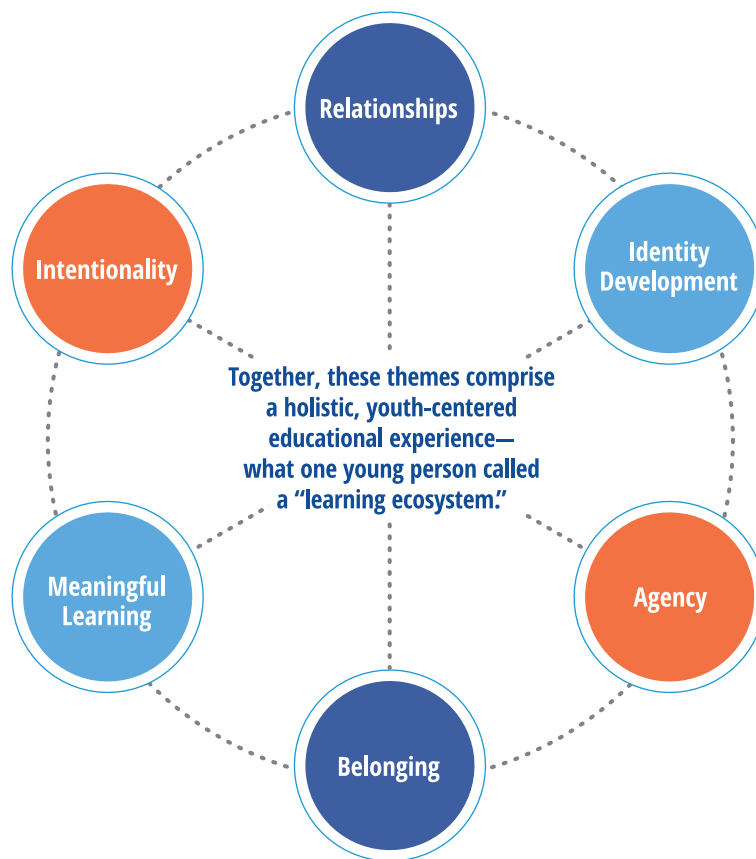 Relationships
Identity
Development
Intentionality
Together, these themes comprise
a holistic, youth-centered
educational experience—
what one young person called
a “learning ecosystem.”
Meaningful
Learning
Agency
Belonging